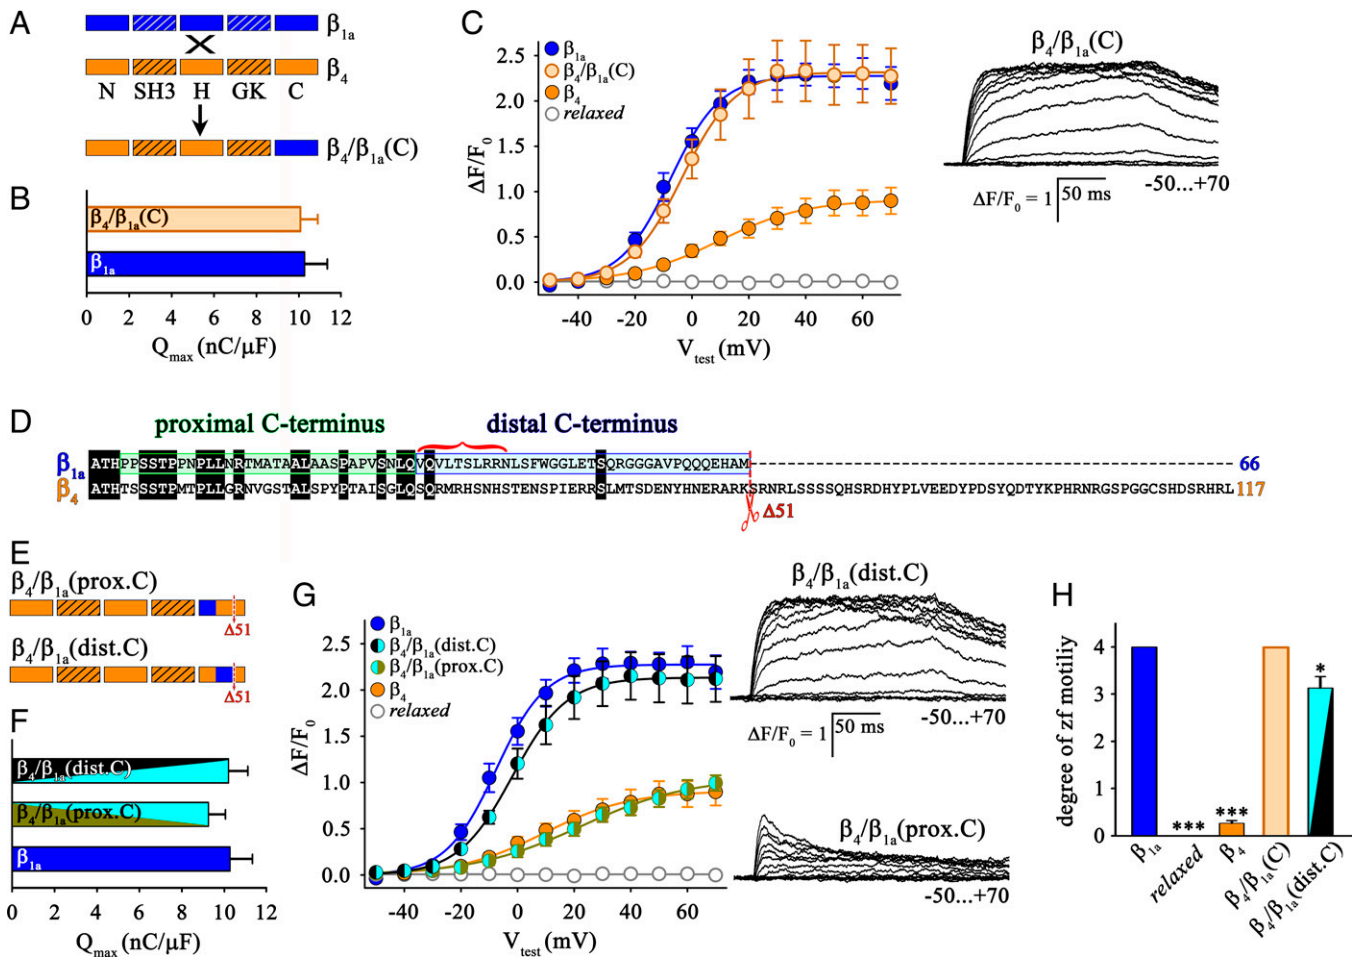 A
β1a
β4
N SH3 H GK C
β4/β1a(C)
B
β4/β1a(C)
β1a
0 2 4 6 8 10 12
Qmax (nC/μF)
C
β1a
β4/β1a(C)
β4
relaxed
ΔF/F0
2.5
2.0
1.5
1.0
0.5
0.0
-40 -20 0 20 40 60
Vtest (mV)
β4/β1a(C)
ΔF/F0 = 1
50 ms
-50...+70
D
proximal C-terminus
distal C-terminus
β1a ATHPPSSTPPNPLLNRTMATAALAASPAPVSNLQVQVLTSLRRNLSFWGGLETSQRGGGAVPQQQEHAM 66
β4 ATHTSSSTPMTPLLGRNVGSTALSPYPTAISGLQSQRMRHSNHSTENSPIERRSLMTSDENYHNERARKSRNRLSSSSQHSRDHYPLVEEDYPDSYQDTYKPHRNRGSPGGCSHDSRHRL 117
Δ51
E
β4/β1a(prox.C)
Δ51
β4/β1a(dist.C)
Δ51
F
β4/β1a(dist.C)
β4/β1a(prox.C)
β1a
0 2 4 6 8 10 12
Qmax (nC/μF)
G
β1a
β4/β1a(dist.C)
β4/β1a(prox.C)
β4
relaxed
ΔF/F0
2.5
2.0
1.5
1.0
0.5
0.0
-40 -20 0 20 40 60
Vtest (mV)
β4/β1a(dist.C)
-50...+70
ΔF/F0 = 1
50 ms
β4/β1a(prox.C)
-50...+70
H
degree of zf motility
4
3
2
1
0
***
***
*
β1a
relaxed
β4
β4/β1a(C)
β4/β1a(dist.C)